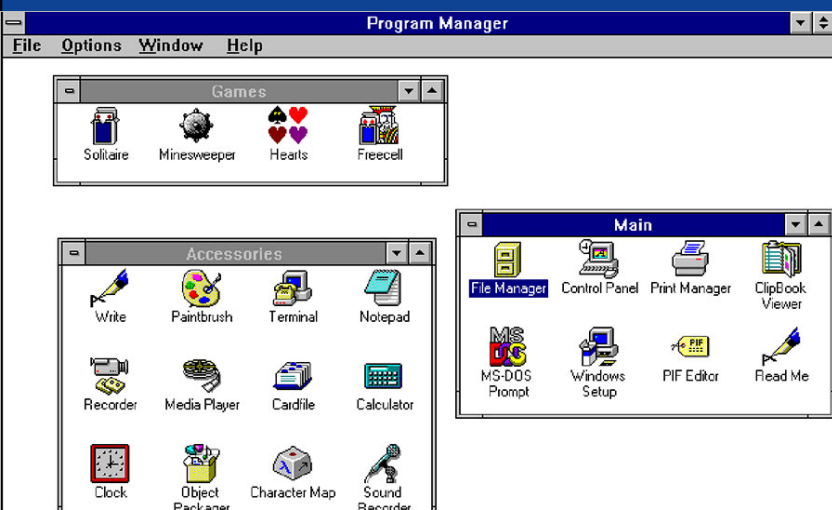 Program Manager
File Options Window Help
Games
Solitaire Minesweeper Hearts Freecell
Main
File Manager Control Panel Print Manager ClipBook
Viewer
MS-DOS
Prompt
Windows
Setup
PIF
PIF Editor
Read Me
Accessories
Write Paintbrush Terminal Notepad
Recorder Media Player Cardfile Calculator
Clock
Object
Packager
Character Map
Sound
Recorder